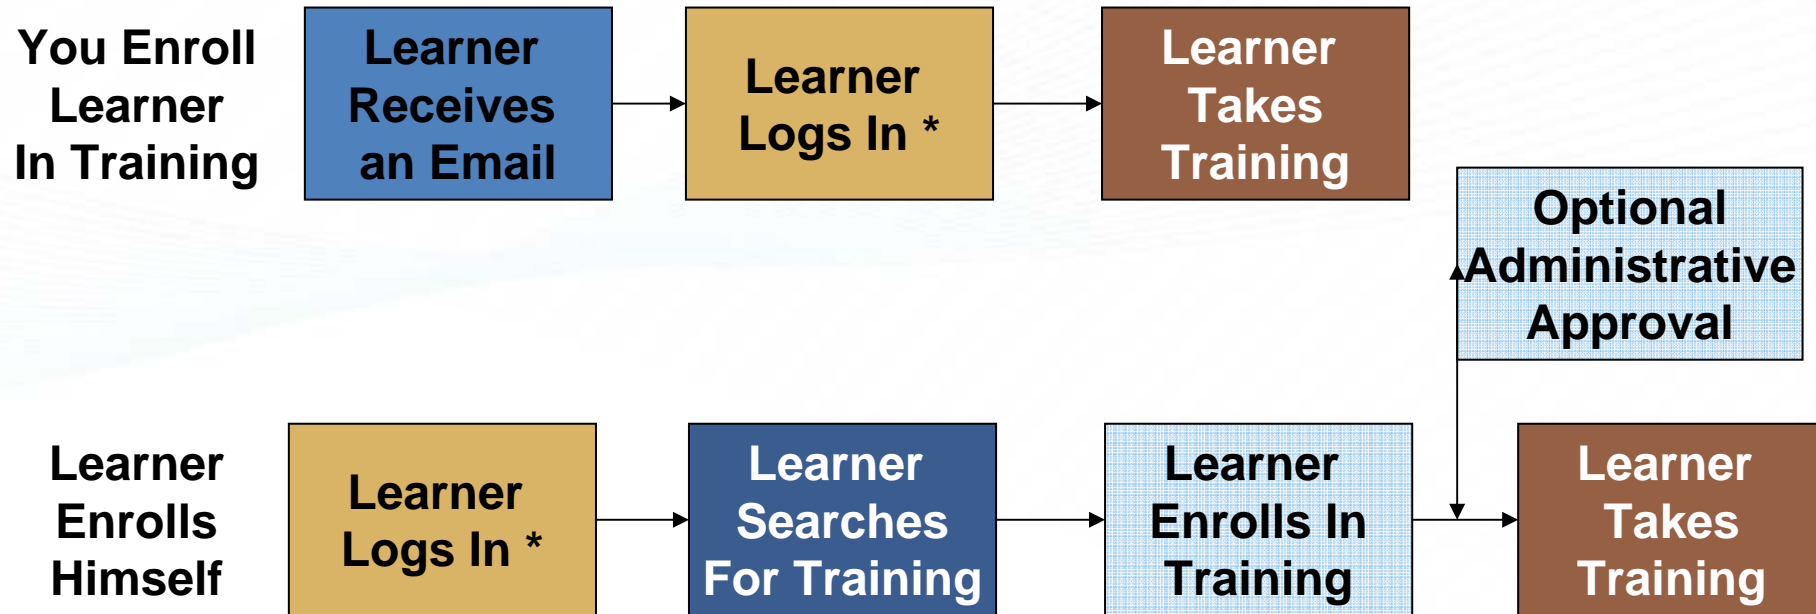 You Enroll
Learner
In Training
Learner
Receives
an Email
Learner
Logs In *
Learner
Takes
Training
Optional
Administrative
Approval
Learner
Enrolls
Himself
Learner
Logs In *
Learner
Searches
For Training
Learner
Enrolls In
Training
Learner
Takes
Training